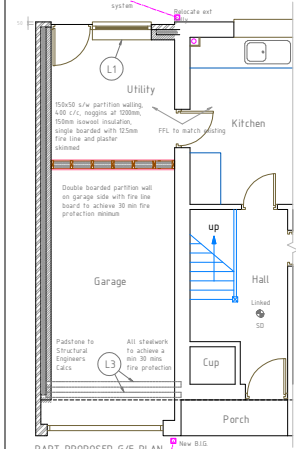 system
Relocate ext
50
L1
Utility
150x50 s/w partition walling,
400 c/c, noggins at 1200mm,
150mm isowool insulation,
single boarded with 12.5mm
fire line and plaster
skimmed
FFL to match existing
Kitchen
Double boarded partition wall
on garage side with fire line
board to achieve 30 min fire
protection minimum
up
Garage
Hall
Linked
SD
Padstone to
Structural
Engineers
Calcs
L3
All steelwork
to achieve a
min 30 mins
fire protection
Cup
Porch
PART PROPOSED G/F PLAN
New B.I.G.